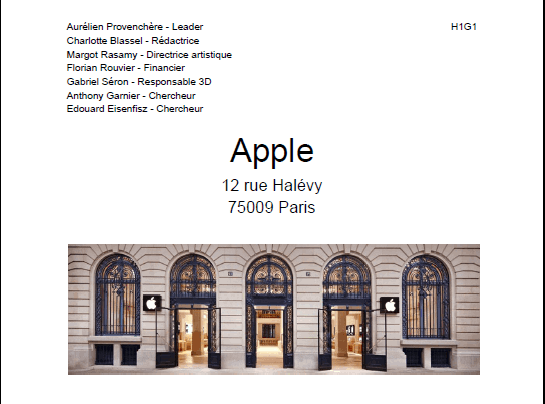 Aurélien Provenchère - Leader
H1G1
Charlotte Blassel - Rédactrice
Margot Rasamy - Directrice artistique
Florian Rouvier - Financier
Gabriel Séron - Responsable 3D
Anthony Garnier - Chercheur
Edouard Eisenfisz - Chercheur
Apple
12 rue Halévy
75009 Paris